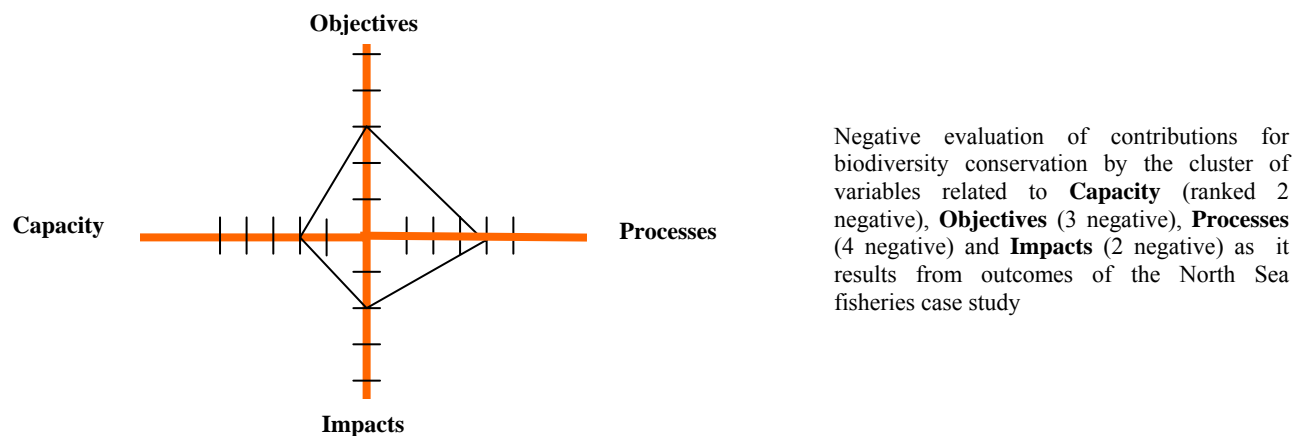 Objectives
Negative evaluation of contributions for
biodiversity conservation by the cluster of
variables related to Capacity (ranked 2
negative), Objectives (3 negative), Processes
(4 negative) and Impacts (2 negative) as it
results from outcomes of the North Sea
fisheries case study
Capacity
Processes
Impacts